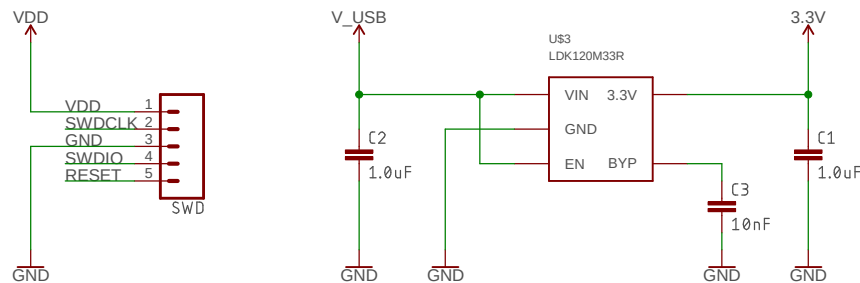 VDD
V_USB
3.3V
U$3
LDK120M33R
VDD 1
SWDCLK 2
GND 3
SWDIO 4
RESET 5
SWD
VIN 3.3V
GND
EN BYP
C2
1.0uF
C1
1.0uF
C3
10nF
GND
GND
GND
GND
GND